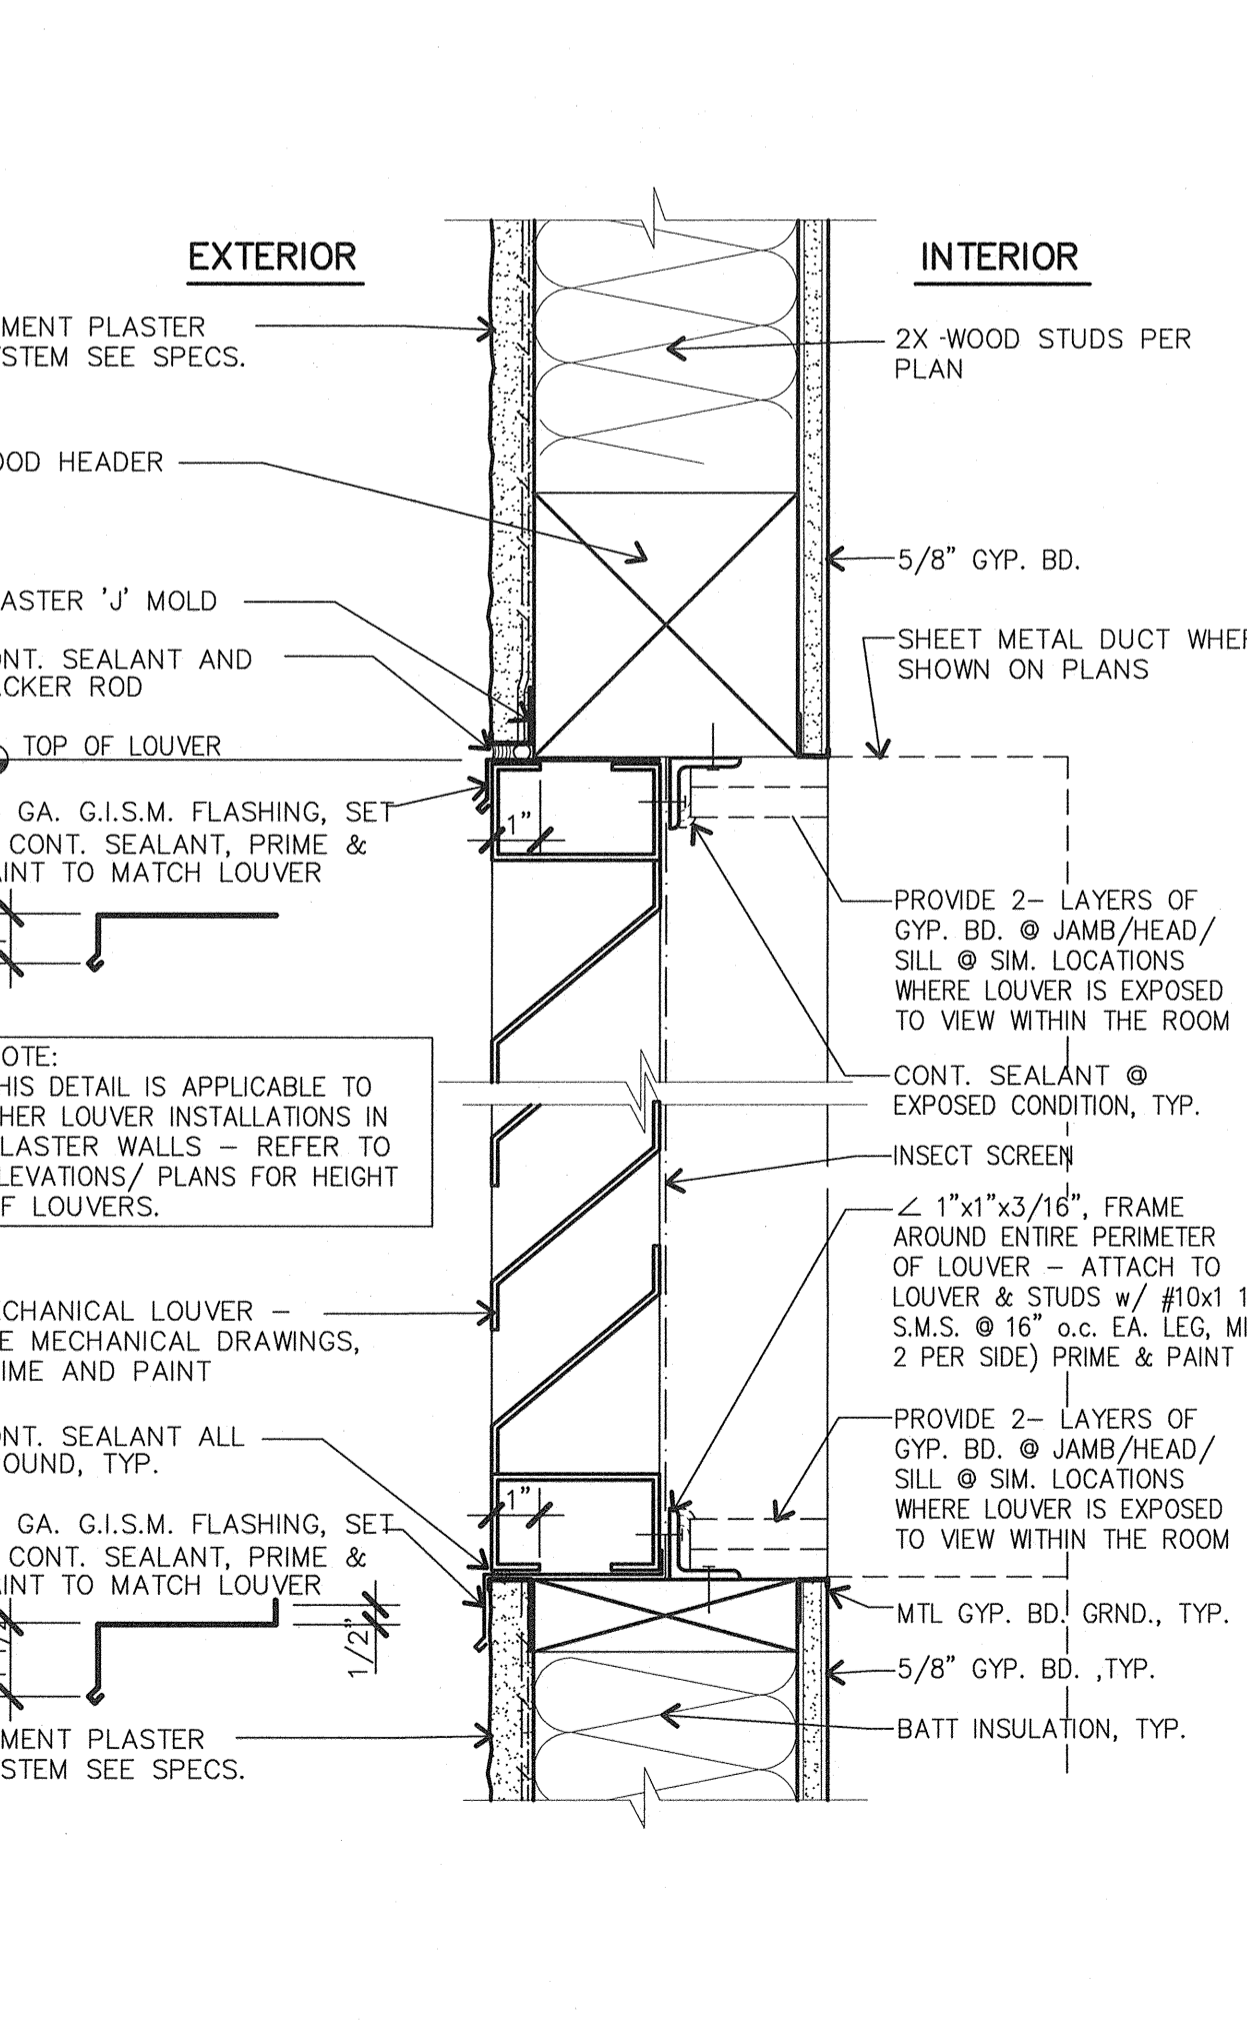 EXTERIOR
MENT PLASTER
STEM SEE SPECS.
OOD HEADER
ASTER 'J' MOLD
NT. SEALANT AND
CKER ROD
TOP OF LOUVER
GA. G.I.S.M. FLASHING, SET
CONT. SEALANT, PRIME &
INT TO MATCH LOUVER
1"
OTE:
HIS DETAIL IS APPLICABLE TO
HER LOUVER INSTALLATIONS IN
LASTER WALLS – REFER TO
LEVATIONS/ PLANS FOR HEIGHT
F LOUVERS.
CHANICAL LOUVER –
E MECHANICAL DRAWINGS,
IME AND PAINT
NT. SEALANT ALL
OUND, TYP.
1"
GA. G.I.S.M. FLASHING, SET
CONT. SEALANT, PRIME &
INT TO MATCH LOUVER
1/2"
MENT PLASTER
STEM SEE SPECS.
INTERIOR
2X -WOOD STUDS PER
PLAN
5/8" GYP. BD.
SHEET METAL DUCT WHER
SHOWN ON PLANS
PROVIDE 2– LAYERS OF
GYP. BD. @ JAMB/HEAD/
SILL @ SIM. LOCATIONS
WHERE LOUVER IS EXPOSED
TO VIEW WITHIN THE ROOM
CONT. SEALANT @
EXPOSED CONDITION, TYP.
INSECT SCREEN
∠ 1"x1"x3/16", FRAME
AROUND ENTIRE PERIMETER
OF LOUVER – ATTACH TO
LOUVER & STUDS w/ #10x1 1
S.M.S. @ 16" o.c. EA. LEG, MI
2 PER SIDE) PRIME & PAINT
PROVIDE 2– LAYERS OF
GYP. BD. @ JAMB/HEAD/
SILL @ SIM. LOCATIONS
WHERE LOUVER IS EXPOSED
TO VIEW WITHIN THE ROOM
MTL GYP. BD. GRND., TYP.
5/8" GYP. BD. ,TYP.
BATT INSULATION, TYP.